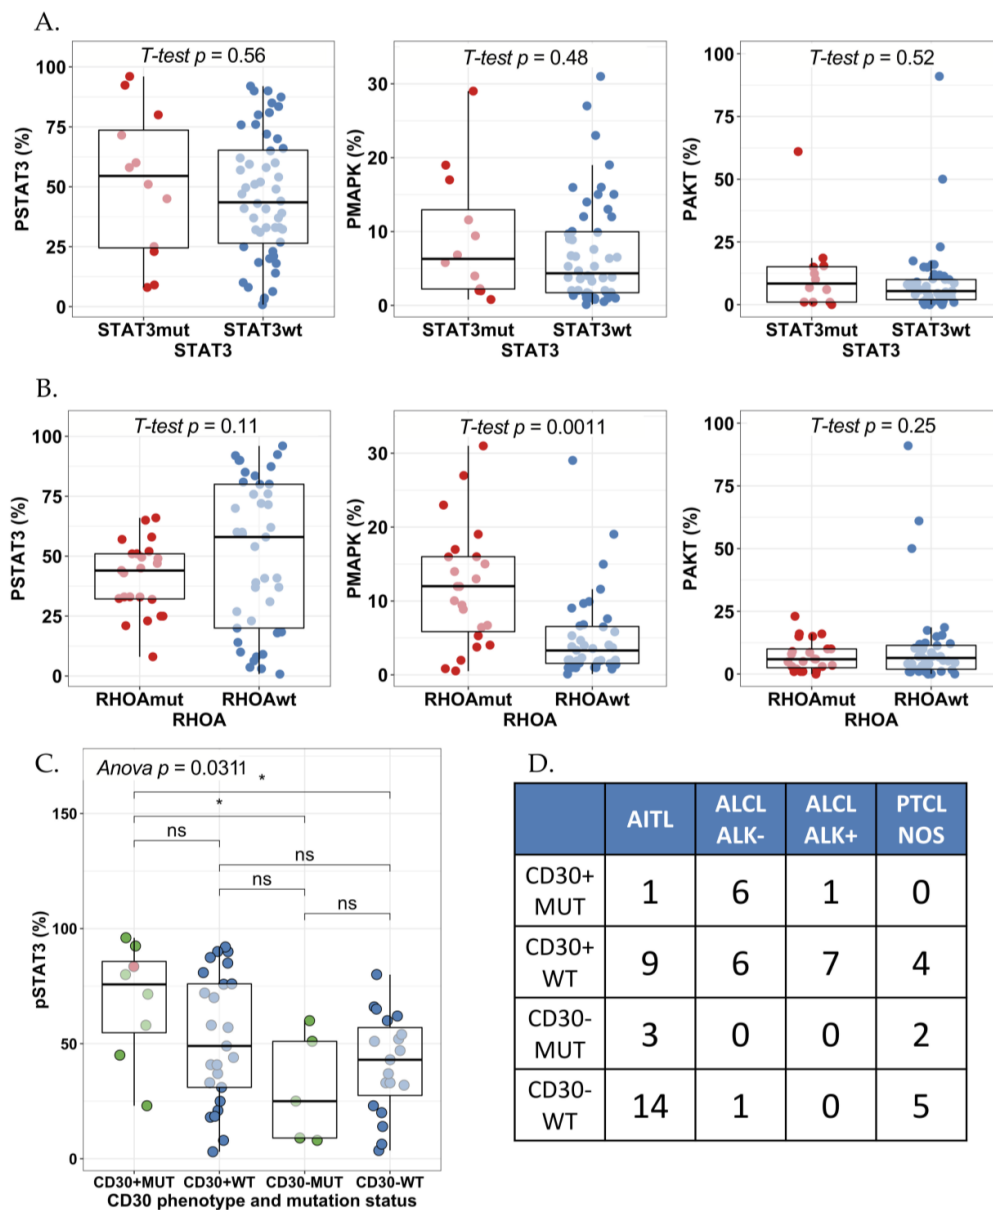 A.
T-test p = 0.56
T-test p = 0.48
T-test p = 0.52
PSTAT3 (%)
100
75
50
25
0
STAT3mut STAT3wt
STAT3
PMAPK (%)
30
20
10
0
STAT3mut STAT3wt
STAT3
PAKT (%)
100
75
50
25
0
STAT3mut STAT3wt
STAT3
B.
T-test p = 0.11
T-test p = 0.0011
T-test p = 0.25
PSTAT3 (%)
100
75
50
25
0
RHOAmut RHOAwt
RHOA
PMAPK (%)
30
20
10
0
RHOAmut RHOAwt
RHOA
PAKT (%)
100
75
50
25
0
RHOAmut RHOAwt
RHOA
C.
Anova p = 0.0311
*
*
ns
ns
ns
ns
pSTAT3 (%)
150
100
50
0
CD30+MUT CD30+WT CD30-MUT CD30-WT
CD30 phenotype and mutation status
D.
AITL ALCL ALK- ALCL ALK+ PTCL NOS
CD30+ MUT 1 6 1 0
CD30+ WT 9 6 7 4
CD30- MUT 3 0 0 2
CD30- WT 14 1 0 5